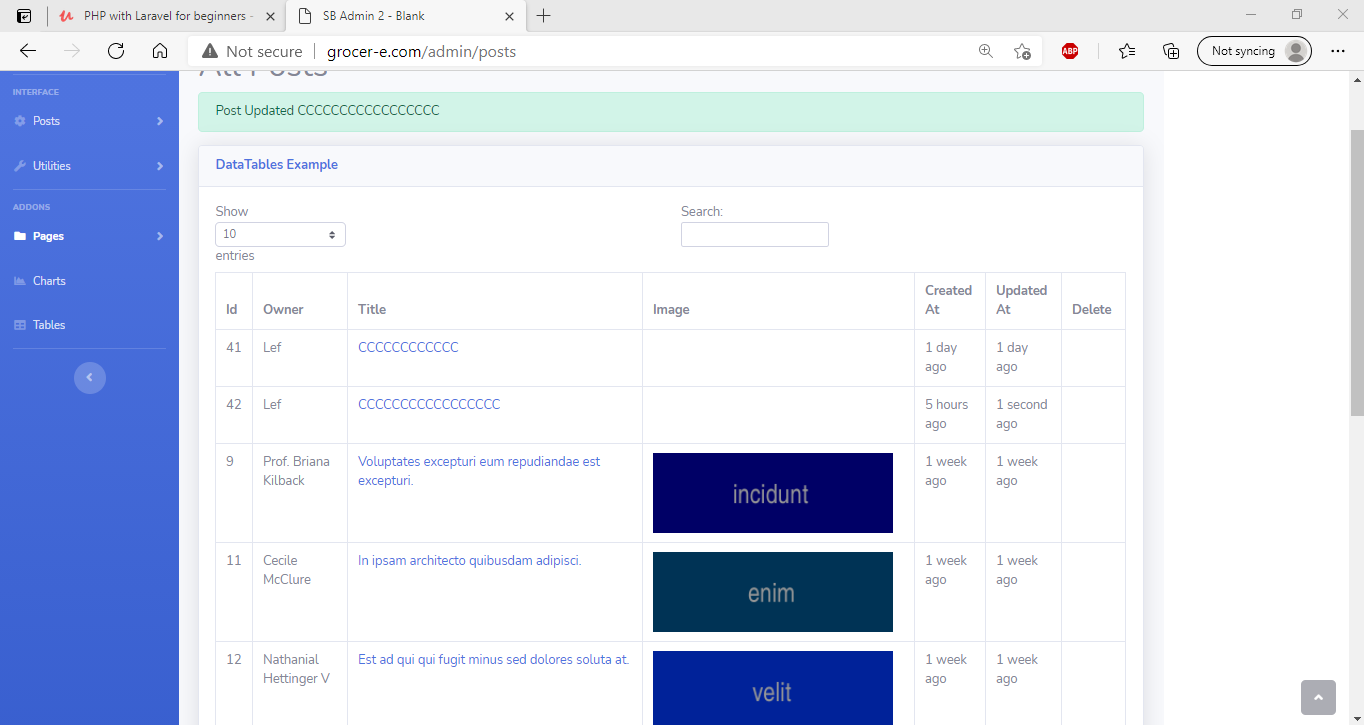 PHP with Laravel for beginners -
SB Admin 2 - Blank
Not secure
grocer-e.com/admin/posts
ABP
Not syncing
All Posts
INTERFACE
Posts
Utilities
ADDONS
Pages
Charts
Tables
Post Updated CCCCCCCCCCCCCCCCC
DataTables Example
Show
10
entries
Search:
Id Owner Title Image Created At Updated At Delete
41 Lef CCCCCCCCCCCC 1 day ago 1 day ago
42 Lef CCCCCCCCCCCCCCCCC 5 hours ago 1 second ago
9 Prof. Briana Kilback Voluptates excepturi eum repudiandae est excepturi. incidunt 1 week ago 1 week ago
11 Cecile McClure In ipsam architecto quibusdam adipisci. enim 1 week ago 1 week ago
12 Nathanial Hettinger V Est ad qui qui fugit minus sed dolores soluta at. velit 1 week ago 1 week ago